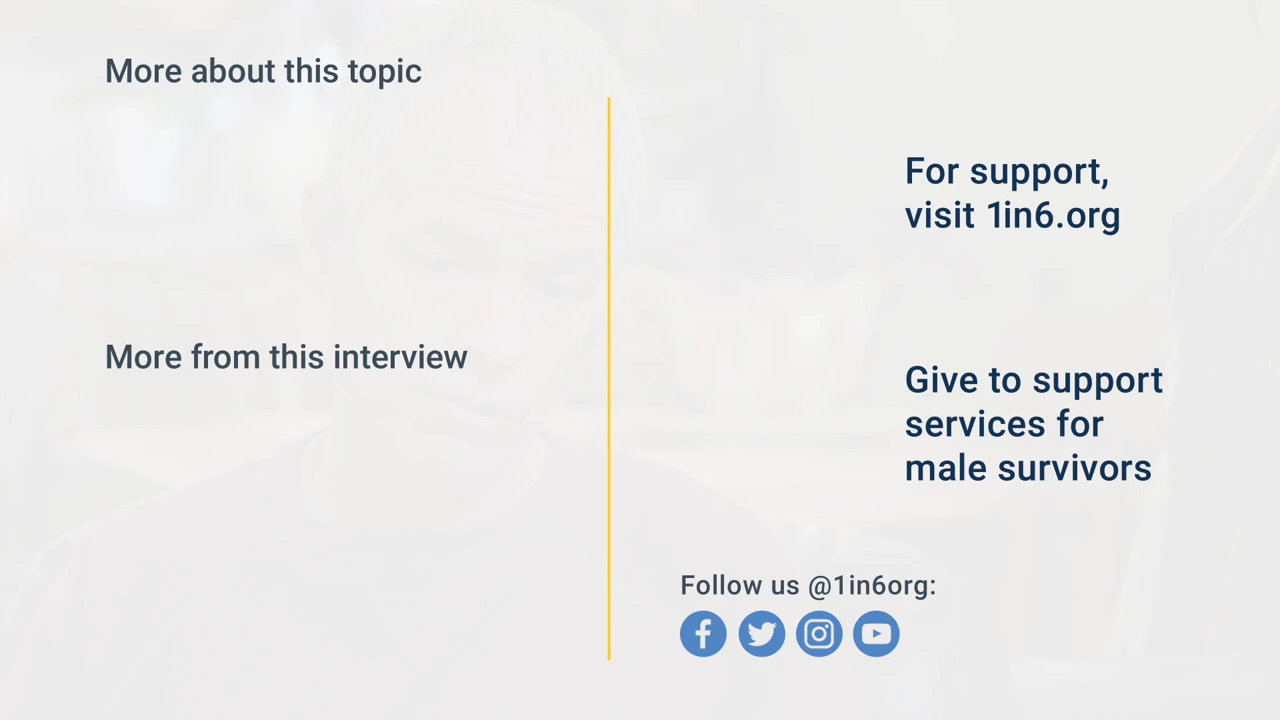 More about this topic
More from this interview
For support,
visit 1in6.org
Give to support
services for
male survivors
Follow us @1in6org: